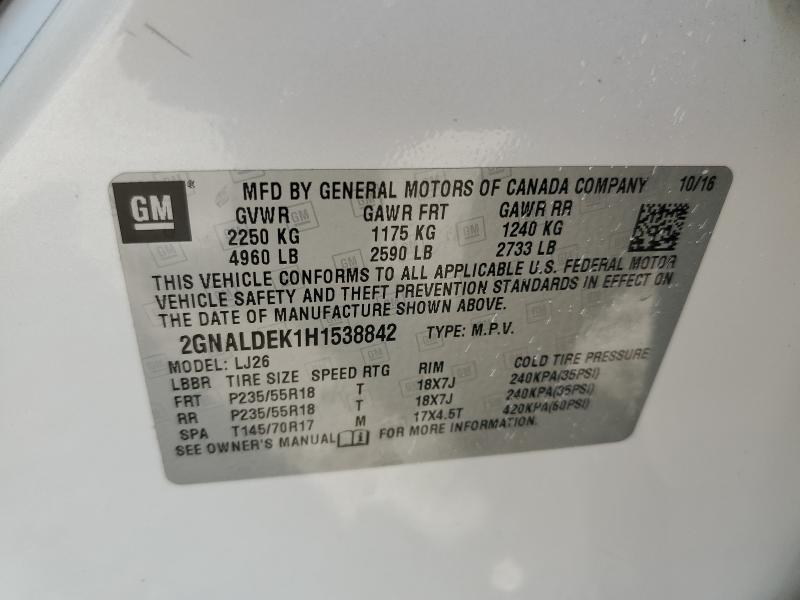 GM ® MFD BY GENERAL MOTORS OF CANADA COMPANY 10/16
GVWR GAWR FRT GAWR RR
2250 KG 1175 KG 1240 KG
4960 LB 2590 LB 2733 LB
THIS VEHICLE CONFORMS TO ALL APPLICABLE U.S. FEDERAL MOTOR
VEHICLE SAFETY AND THEFT PREVENTION STANDARDS IN EFFECT ON
THE DATE OF MANUFACTURE SHOWN ABOVE.
2GNALDEK1H1538842 TYPE: M.P.V.
MODEL: LJ26
LBBR TIRE SIZE SPEED RTG RIM COLD TIRE PRESSURE
FRT P235/55R18 T 18X7J 240KPA(35PSI)
RR P235/55R18 T 18X7J 240KPA(35PSI)
SPA T145/70R17 M 17X4.5T 420KPA(60PSI)
SEE OWNER'S MANUAL FOR MORE INFORMATION.